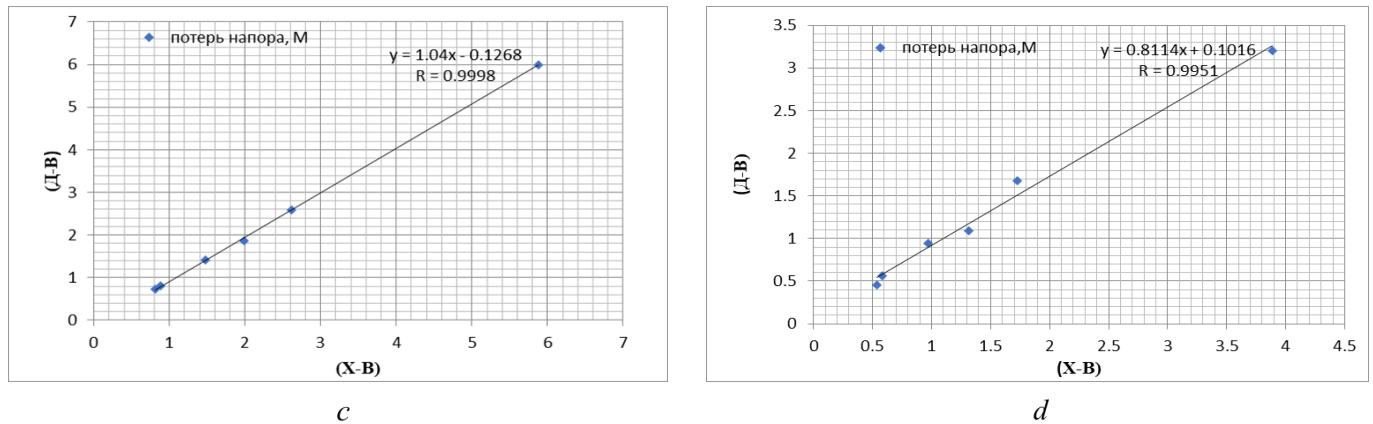 7
6
5
4
3
2
1
0
потерь напора, М
y = 1.04x - 0.1268
R = 0.9998
(Д-В)
0 1 2 3 4 5 6 7
(Х-В)
c
3.5
3
2.5
2
1.5
1
0.5
0
потерь напора,М
y = 0.8114x + 0.1016
R = 0.9951
(Д-В)
0 0.5 1 1.5 2 2.5 3 3.5 4 4.5
(Х-В)
d